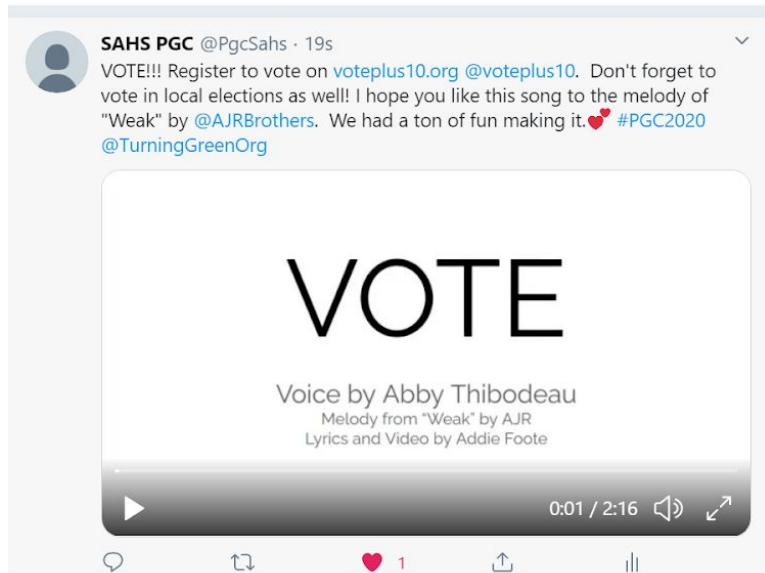 SAHS PGC @PgcSahs · 19s
VOTE!!! Register to vote on voteplus10.org @voteplus10. Don't forget to
vote in local elections as well! I hope you like this song to the melody of
"Weak" by @AJRBrothers. We had a ton of fun making it.💕 #PGC2020
@TurningGreenOrg
VOTE
Voice by Abby Thibodeau
Melody from "Weak" by AJR
Lyrics and Video by Addie Foote
0:01 / 2:16
1